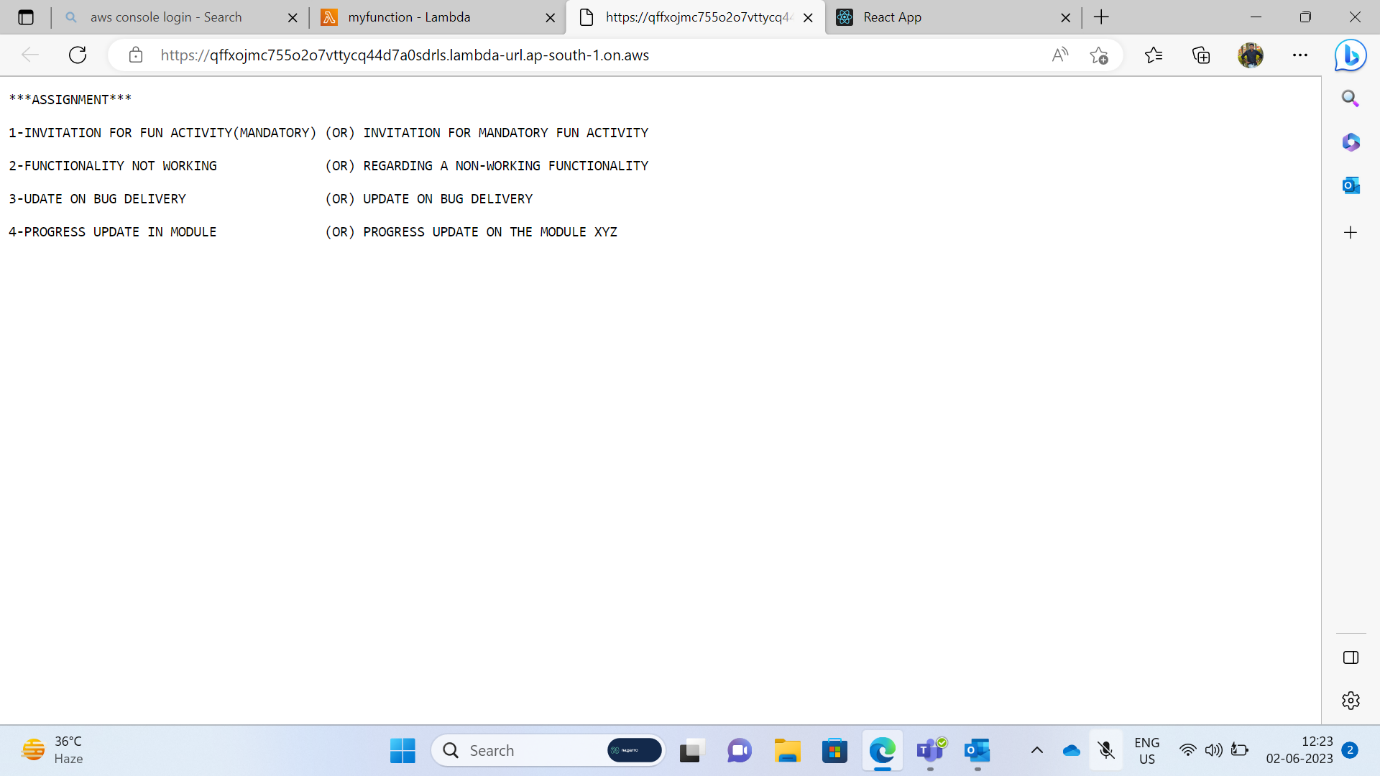 aws console login - Search
myfunction - Lambda
https://qffxojmc755o2o7vttycq4
React App
https://qffxojmc755o2o7vttycq44d7a0sdrls.lambda-url.ap-south-1.on.aws
***ASSIGNMENT***
1-INVITATION FOR FUN ACTIVITY(MANDATORY) (OR) INVITATION FOR MANDATORY FUN ACTIVITY
2-FUNCTIONALITY NOT WORKING (OR) REGARDING A NON-WORKING FUNCTIONALITY
3-UDATE ON BUG DELIVERY (OR) UPDATE ON BUG DELIVERY
4-PROGRESS UPDATE IN MODULE (OR) PROGRESS UPDATE ON THE MODULE XYZ
36°C
Haze
Search
ENG
US
12:23
02-06-2023
2